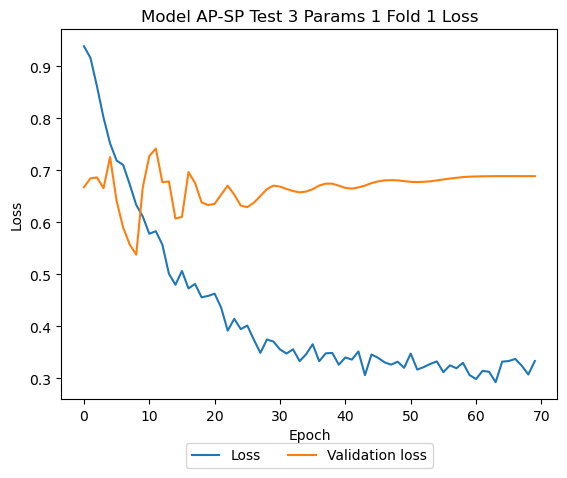 Model AP-SP Test 3 Params 1 Fold 1 Loss
0.9
0.8
0.7
0.6
0.5
0.4
0.3
Loss
0 10 20 30 40 50 60 70
Epoch
Loss Validation loss